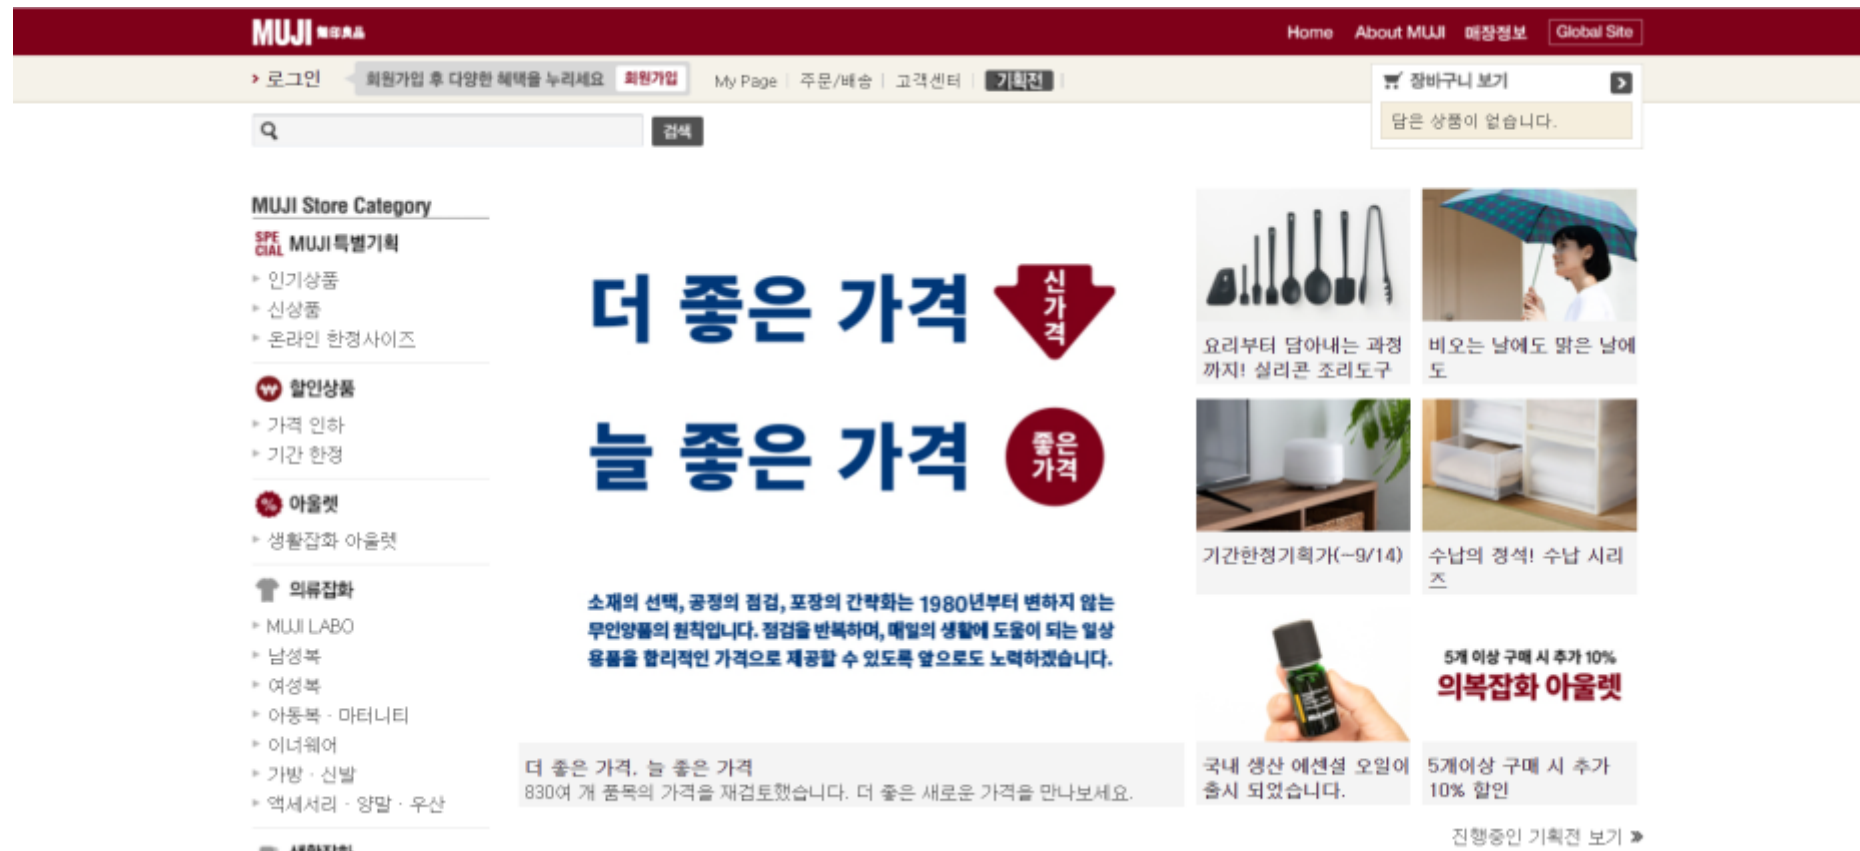 MUJI 無印良品
Home About MUJI 매장정보 Global Site
로그인 회원가입 후 다양한 혜택을 누리세요 회원가입 My Page 주문/배송 고객센터 기획전
장바구니 보기
담은 상품이 없습니다.
검색
MUJI Store Category
SPECIAL MUJI 특별기획
인기상품
신상품
온라인 한정사이즈
할인상품
가격 인하
기간 한정
% 아울렛
생활잡화 아울렛
의류잡화
MUJI LABO
남성복
여성복
아동복 · 마터니티
이너웨어
가방 · 신발
액세서리 · 양말 · 우산
생활잡화
더 좋은 가격
신가격
늘 좋은 가격
좋은
가격
소재의 선택, 공정의 점검, 포장의 간략화는 1980년부터 변하지 않는
무인양품의 원칙입니다. 점검을 반복하며, 매일의 생활에 도움이 되는 일상
용품을 합리적인 가격으로 제공할 수 있도록 앞으로도 노력하겠습니다.
더 좋은 가격, 늘 좋은 가격
830여 개 품목의 가격을 재검토했습니다. 더 좋은 새로운 가격을 만나보세요.
요리부터 담아내는 과정
까지! 실리콘 조리도구
비오는 날에도 맑은 날에
도
기간한정기획가(~9/14)
수납의 정석! 수납 시리
즈
국내 생산 에센셜 오일이
출시 되었습니다.
5개 이상 구매 시 추가 10%
의복잡화 아울렛
5개이상 구매 시 추가
10% 할인
진행중인 기획전 보기